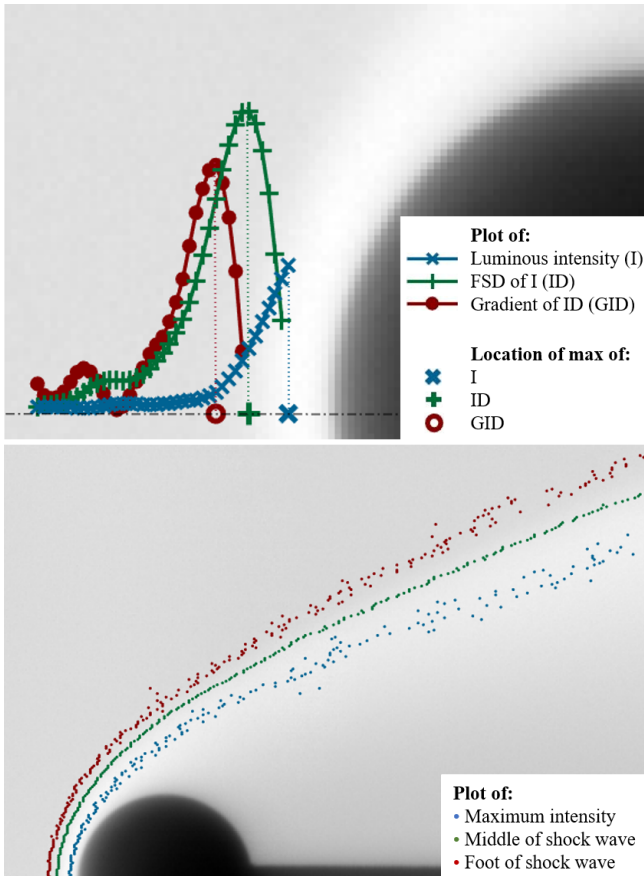 Plot of:
Luminous intensity (I)
FSD of I (ID)
Gradient of ID (GID)
Location of max of:
I
ID
GID
Plot of:
Maximum intensity
Middle of shock wave
Foot of shock wave